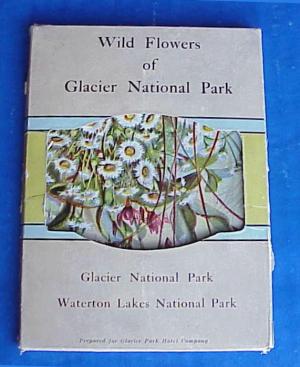 Wild Flowers
of
Glacier National Park
Glacier National Park
Waterton Lakes National Park
Prepared for Glacier Park Hotel Company